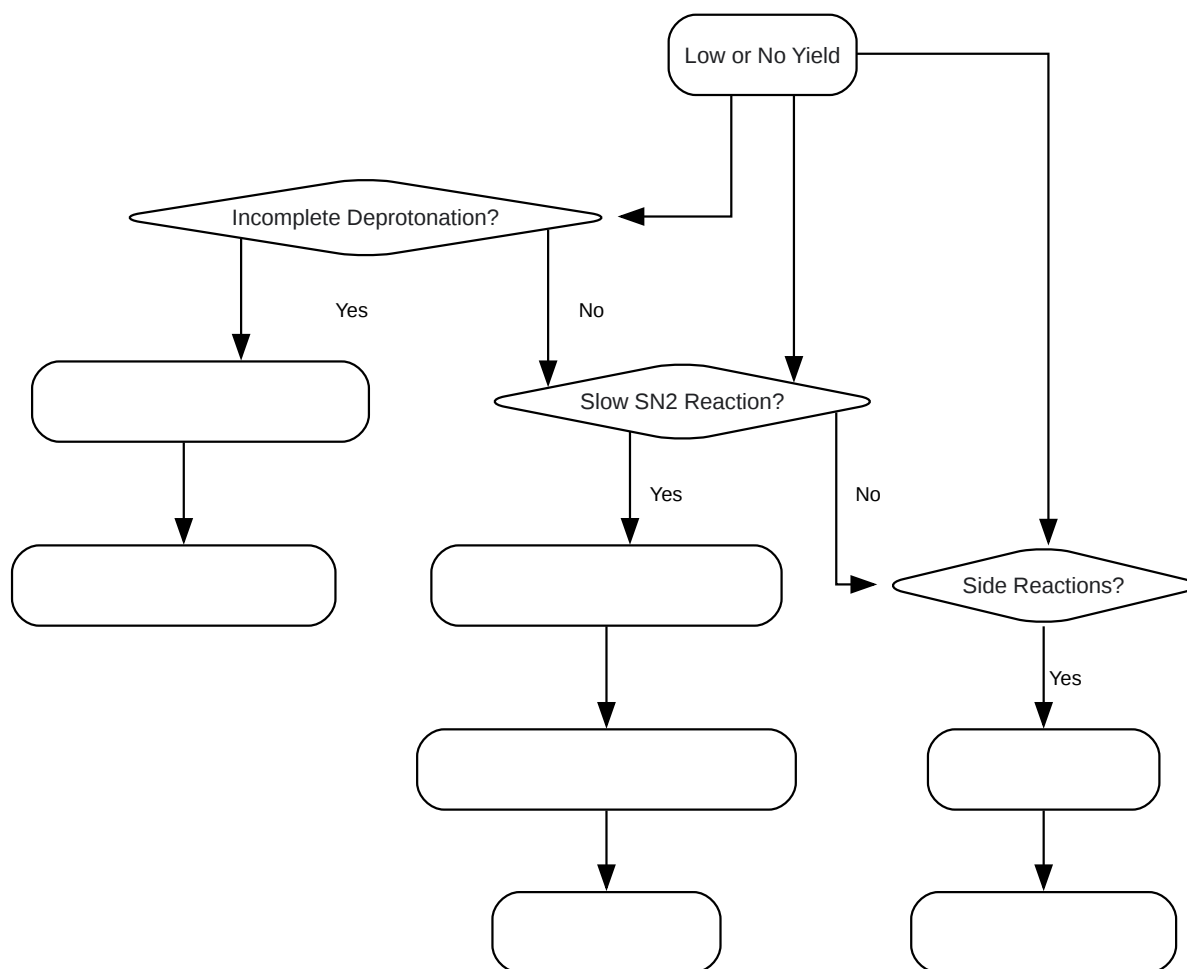 Low or No Yield
Incomplete Deprotonation?
Yes
No
Slow SN2 Reaction?
Yes
No
Side Reactions?
Yes